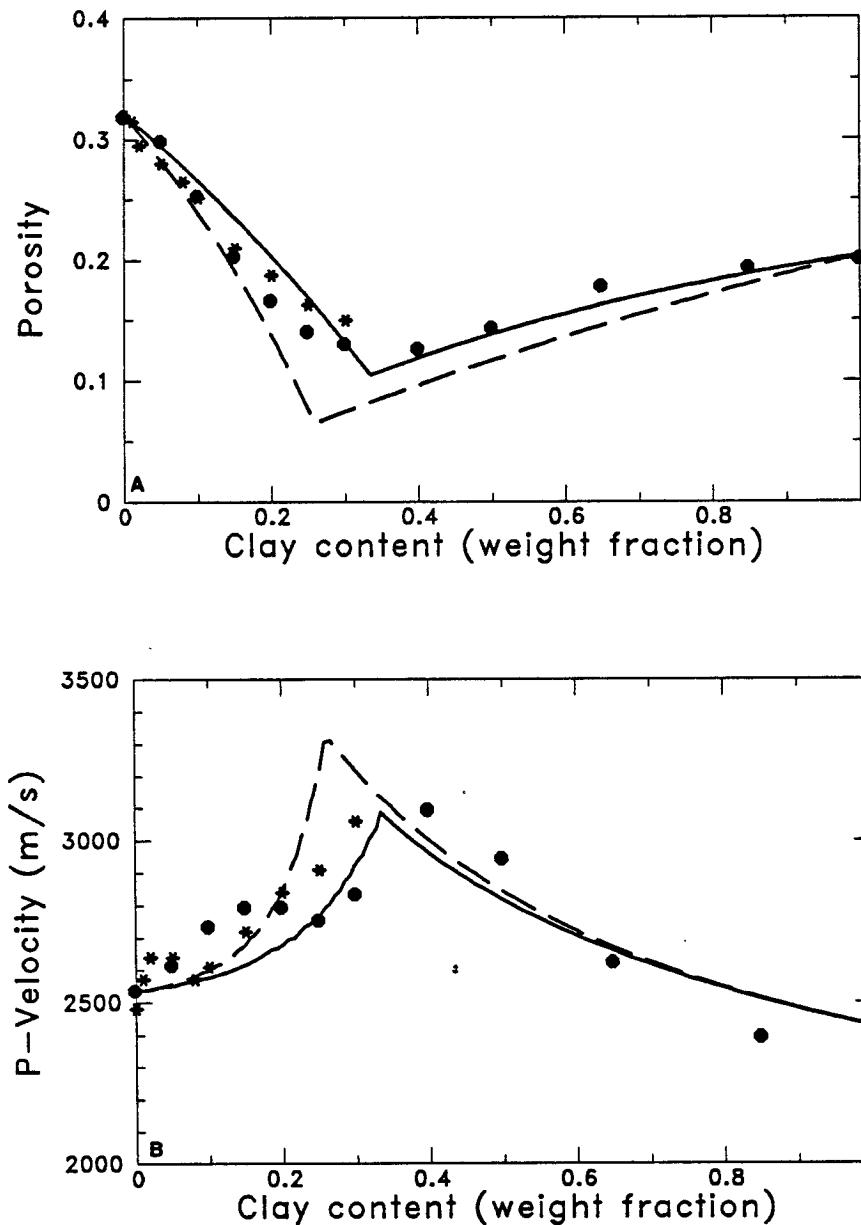 0.4
0.3
0.2
0.1
0
Porosity
A
0 0.2 0.4 0.6 0.8
Clay content (weight fraction)
3500
3000
2500
2000
P-Velocity (m/s)
B
0 0.2 0.4 0.6 0.8
Clay content (weight fraction)